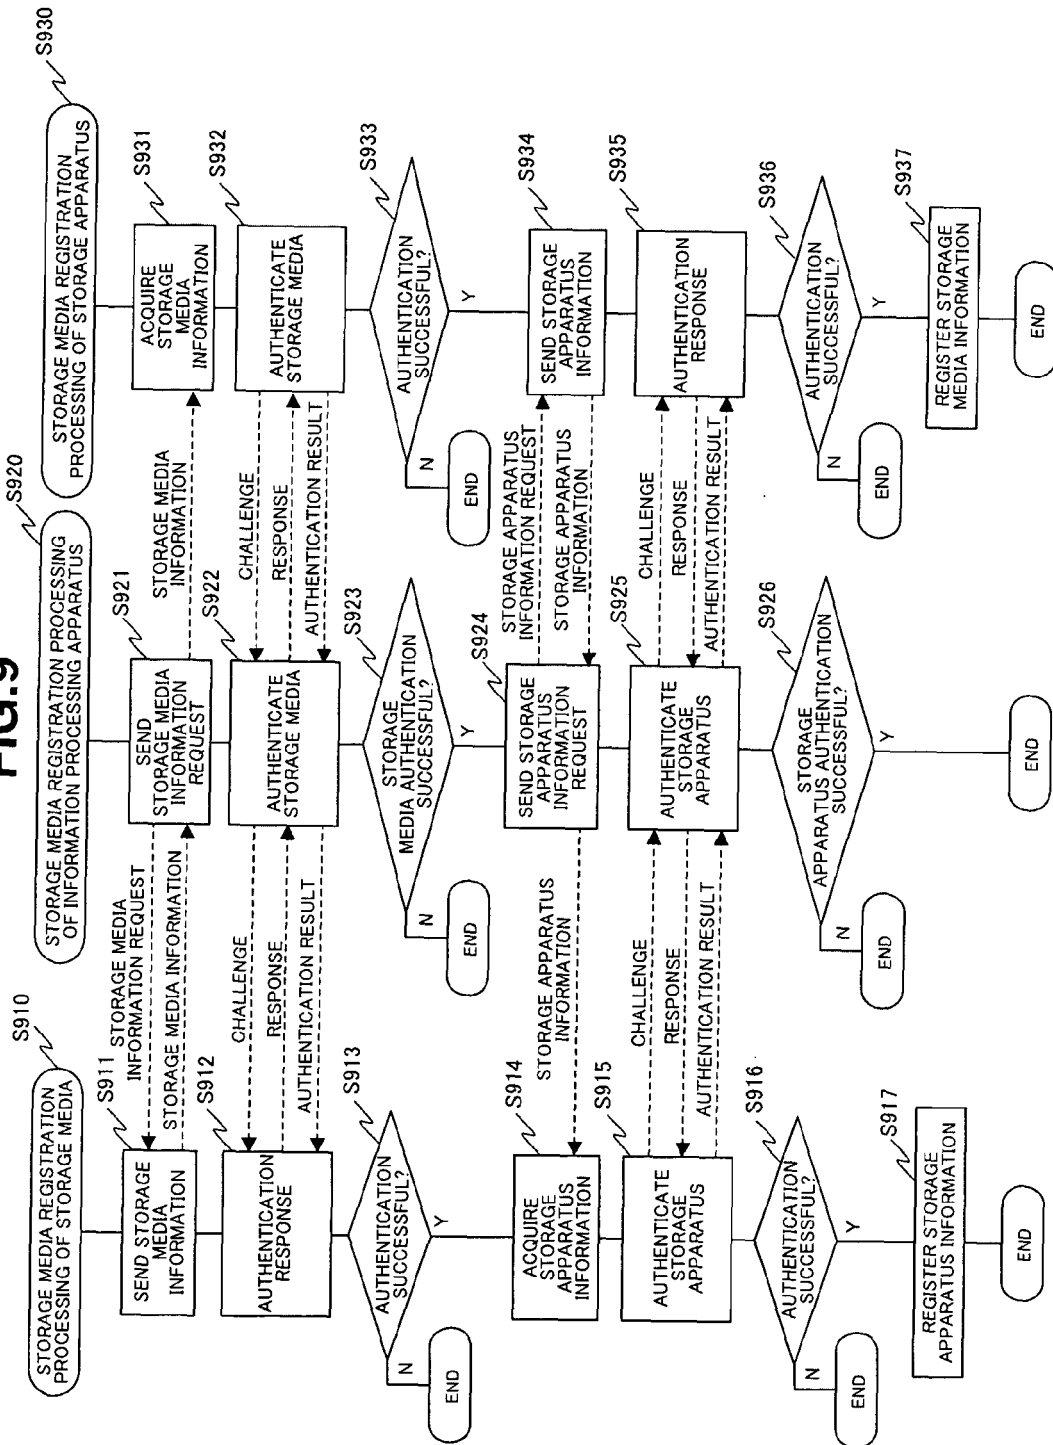 FIG.9
STORAGE MEDIA REGISTRATION
PROCESSING OF STORAGE MEDIA
S910
SEND STORAGE
MEDIA
INFORMATION
S911
STORAGE MEDIA
INFORMATION REQUEST
STORAGE MEDIA INFORMATION
AUTHENTICATION
RESPONSE
S912
CHALLENGE
RESPONSE
AUTHENTICATION RESULT
AUTHENTICATION
SUCCESSFUL?
S913
N
END
Y
ACQUIRE
STORAGE
APPARATUS
INFORMATION
S914
STORAGE APPARATUS
INFORMATION
AUTHENTICATE
STORAGE
APPARATUS
S915
CHALLENGE
RESPONSE
AUTHENTICATION RESULT
AUTHENTICATION
SUCCESSFUL?
S916
N
END
Y
REGISTER STORAGE
APPARATUS INFORMATION
S917
END
STORAGE MEDIA REGISTRATION PROCESSING
OF INFORMATION PROCESSING APPARATUS
S920
SEND
STORAGE MEDIA
INFORMATION
REQUEST
S921
STORAGE MEDIA
INFORMATION
AUTHENTICATE
STORAGE MEDIA
S922
CHALLENGE
RESPONSE
AUTHENTICATION RESULT
STORAGE
MEDIA AUTHENTICATION
SUCCESSFUL?
S923
N
END
Y
SEND STORAGE
APPARATUS
INFORMATION
REQUEST
S924
STORAGE APPARATUS
INFORMATION REQUEST
STORAGE APPARATUS
INFORMATION
AUTHENTICATE
STORAGE
APPARATUS
S925
CHALLENGE
RESPONSE
AUTHENTICATION RESULT
STORAGE
APPARATUS AUTHENTICATION
SUCCESSFUL?
S926
N
END
Y
END
STORAGE MEDIA REGISTRATION
PROCESSING OF STORAGE APPARATUS
S930
ACQUIRE
STORAGE
MEDIA
INFORMATION
S931
AUTHENTICATE
STORAGE MEDIA
S932
AUTHENTICATION
SUCCESSFUL?
S933
N
END
Y
SEND STORAGE
APPARATUS
INFORMATION
S934
AUTHENTICATION
RESPONSE
S935
AUTHENTICATION
SUCCESSFUL?
S936
N
END
Y
REGISTER STORAGE
MEDIA INFORMATION
S937
END